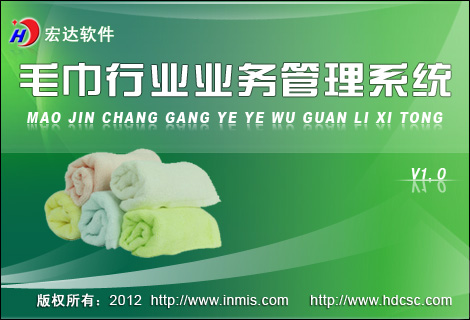 宏达软件
毛巾行业业务管理系统
MAO JIN CHANG GANG YE YE WU GUAN LI XI TONG
V1.0
版权所有：2012 http://www.inmis.com http://www.hdcsc.com